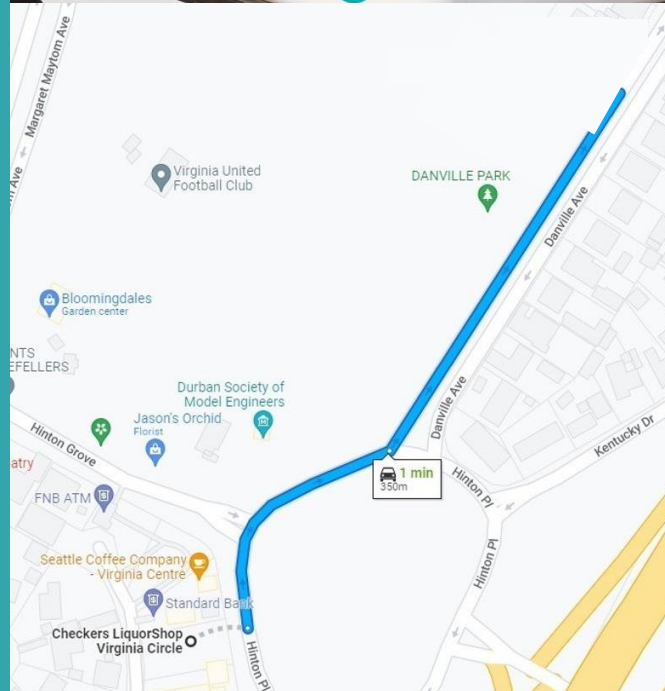 Margaret Maytom Ave
Virginia United
Football Club
DANVILLE PARK
Danville Ave
Bloomingdales
Garden center
NTS
EFELLERS
Durban Society of
Model Engineers
Jason's Orchid
Florist
Danville Ave
Hinton Grove
Kentucky Dr
atry
1 min
350m
Hinton Pl
FNB ATM
Hinton Pl
Seattle Coffee Company
- Virginia Centre
Standard Bank
Checkers LiquorShop
Virginia Circle
Hinton Pl